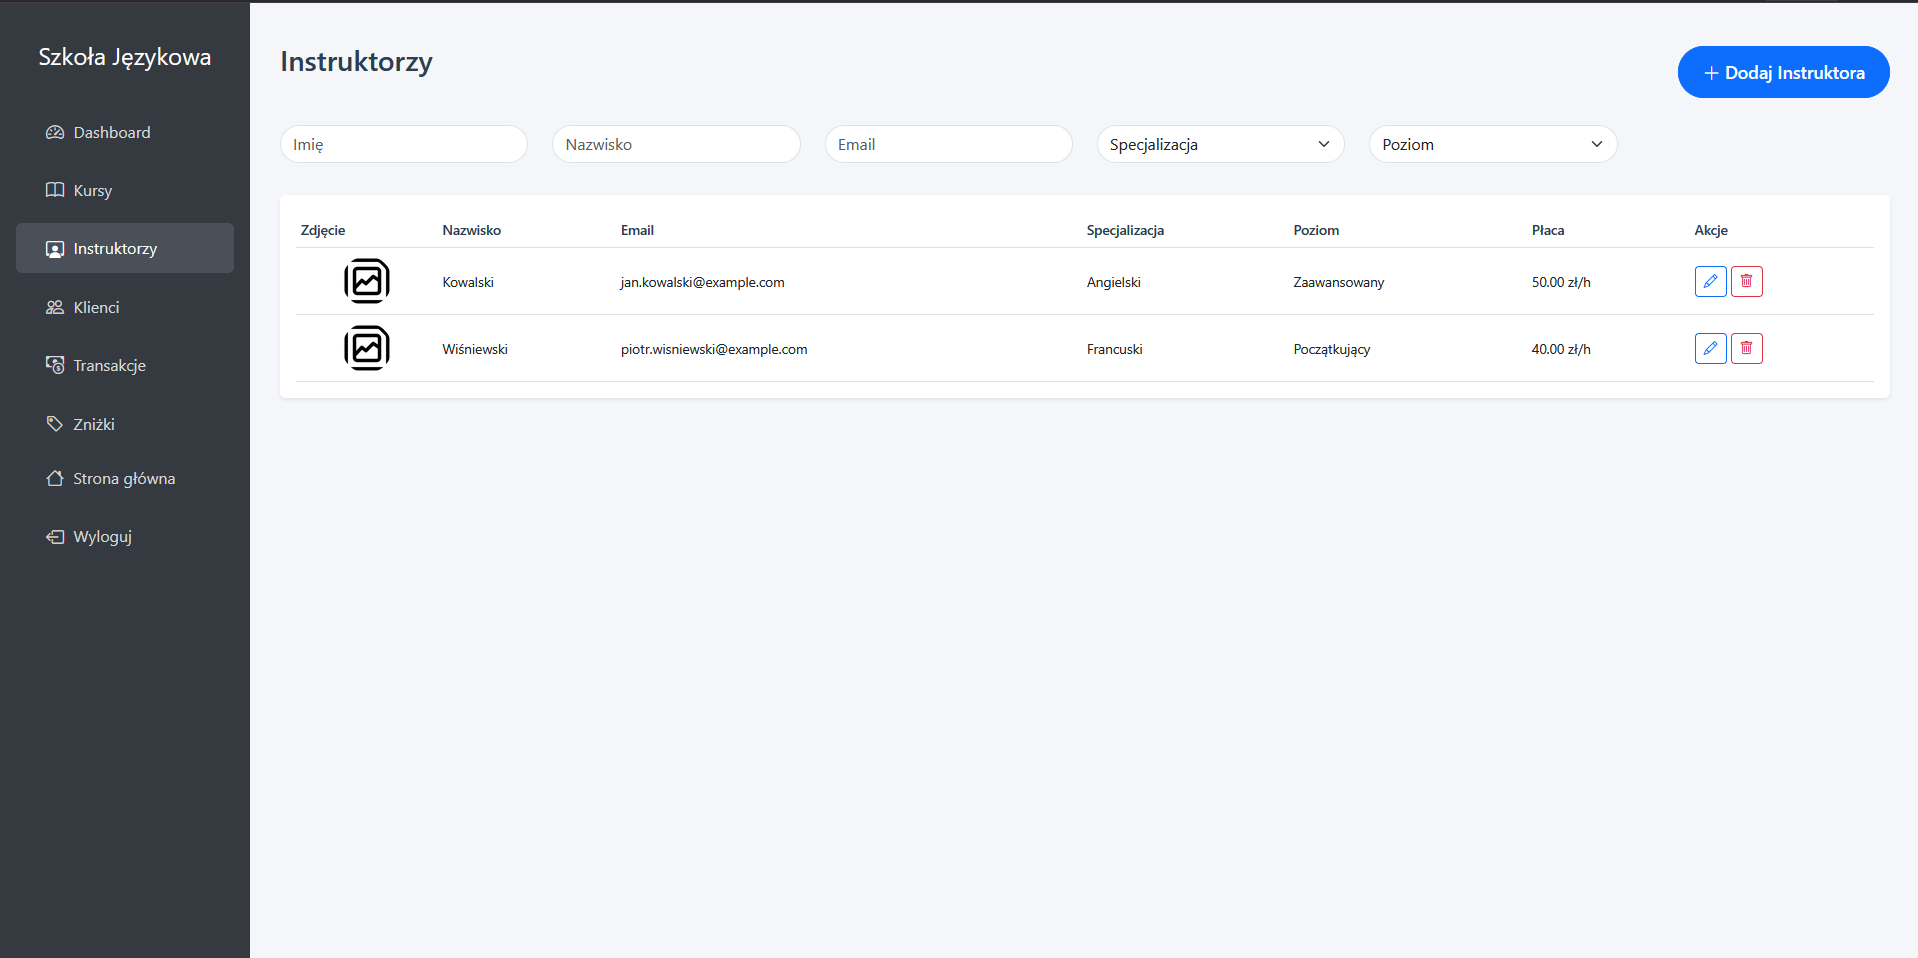 Szkoła Językowa
Dashboard
Kursy
Instruktorzy
Klienci
Transakcje
Zniżki
Strona główna
Wyloguj
Instruktorzy
Dodaj Instruktora
Imię Nazwisko Email Specjalizacja Poziom
Zdjęcie Nazwisko Email Specjalizacja Poziom Płaca Akcje
Kowalski jan.kowalski@example.com Angielski Zaawansowany 50.00 zł/h
Wiśniewski piotr.wisniewski@example.com Francuski Początkujący 40.00 zł/h